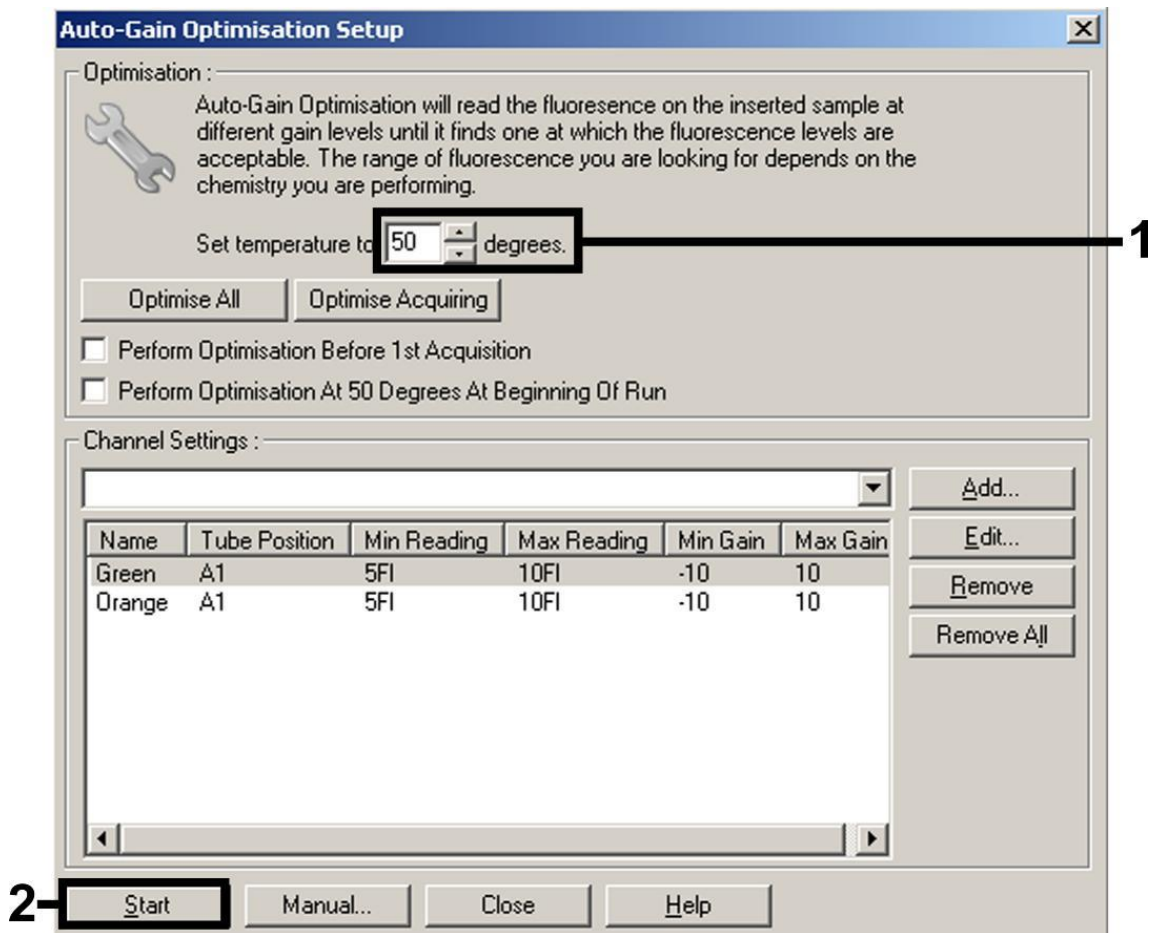 Auto-Gain Optimisation Setup
Optimisation :
Auto-Gain Optimisation will read the fluoresence on the inserted sample at
different gain levels until it finds one at which the fluorescence levels are
acceptable. The range of fluorescence you are looking for depends on the
chemistry you are performing.
Set temperature to 50 degrees. 1
Optimise All Optimise Acquiring
Perform Optimisation Before 1st Acquisition
Perform Optimisation At 50 Degrees At Beginning Of Run
Channel Settings :
Add...
Name Tube Position Min Reading Max Reading Min Gain Max Gain Edit...
Green A1 5Fl 10Fl -10 10
Remove
Orange A1 5Fl 10Fl -10 10
Remove All
2 Start Manual... Close Help